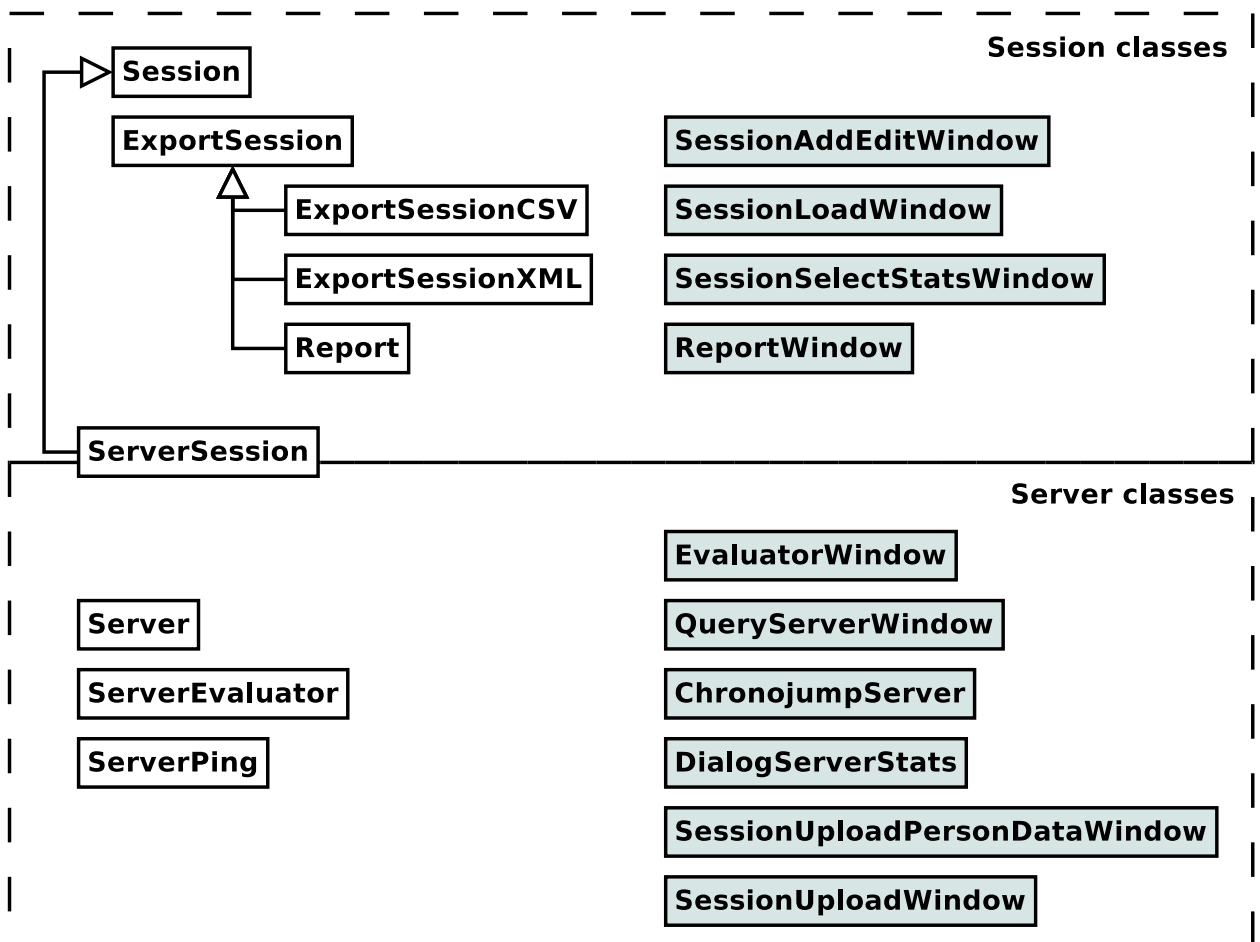 Session classes
Session
ExportSession
SessionAddEditWindow
ExportSessionCSV
SessionLoadWindow
ExportSessionXML
SessionSelectStatsWindow
Report
ReportWindow
ServerSession
Server classes
EvaluatorWindow
Server
QueryServerWindow
ServerEvaluator
ChronojumpServer
ServerPing
DialogServerStats
SessionUploadPersonDataWindow
SessionUploadWindow